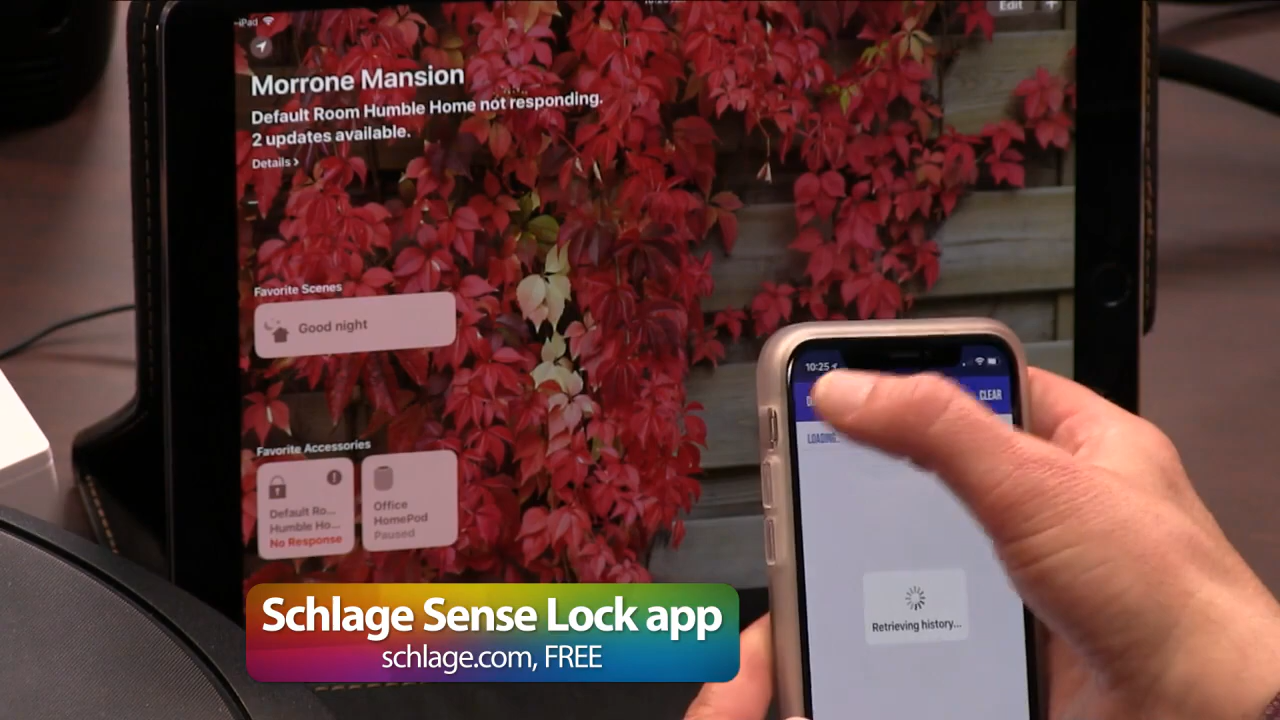 iPad
Edit +
Morrone Mansion
Default Room Humble Home not responding.
2 updates available.
Details >
Favorite Scenes
Good night
Favorite Accessories
Default Ro...
Humble Ho...
No Response
Office
HomePod
Paused
10:25
CLEAR
LOADING...
Retrieving history...
Schlage Sense Lock app
schlage.com, FREE